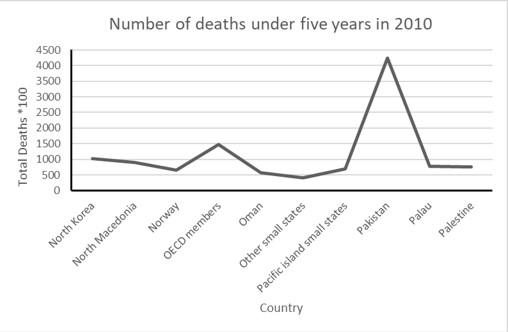 Number of deaths under five years in 2010
Total Deaths *100
4500
4000
3500
3000
2500
2000
1500
1000
500
0
North Korea
North Macedonia
Norway
OECD members
Oman
Other small states
Pacific island small states
Pakistan
Palau
Palestine
Country